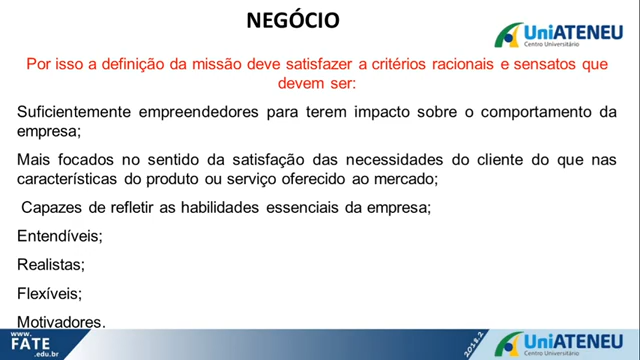 NEGÓCIO
UniATENEU
Centro Universitário
Por isso a definição da missão deve satisfazer a critérios racionais e sensatos que
devem ser:
Suficientemente empreendedores para terem impacto sobre o comportamento da
empresa;
Mais focados no sentido da satisfação das necessidades do cliente do que nas
características do produto ou serviço oferecido ao mercado;
Capazes de refletir as habilidades essenciais da empresa;
Entendíveis;
Realistas;
Flexíveis;
Motivadores.
www.
FATE
.edu.br
2018.2
UniATENEU
Centro Universitário